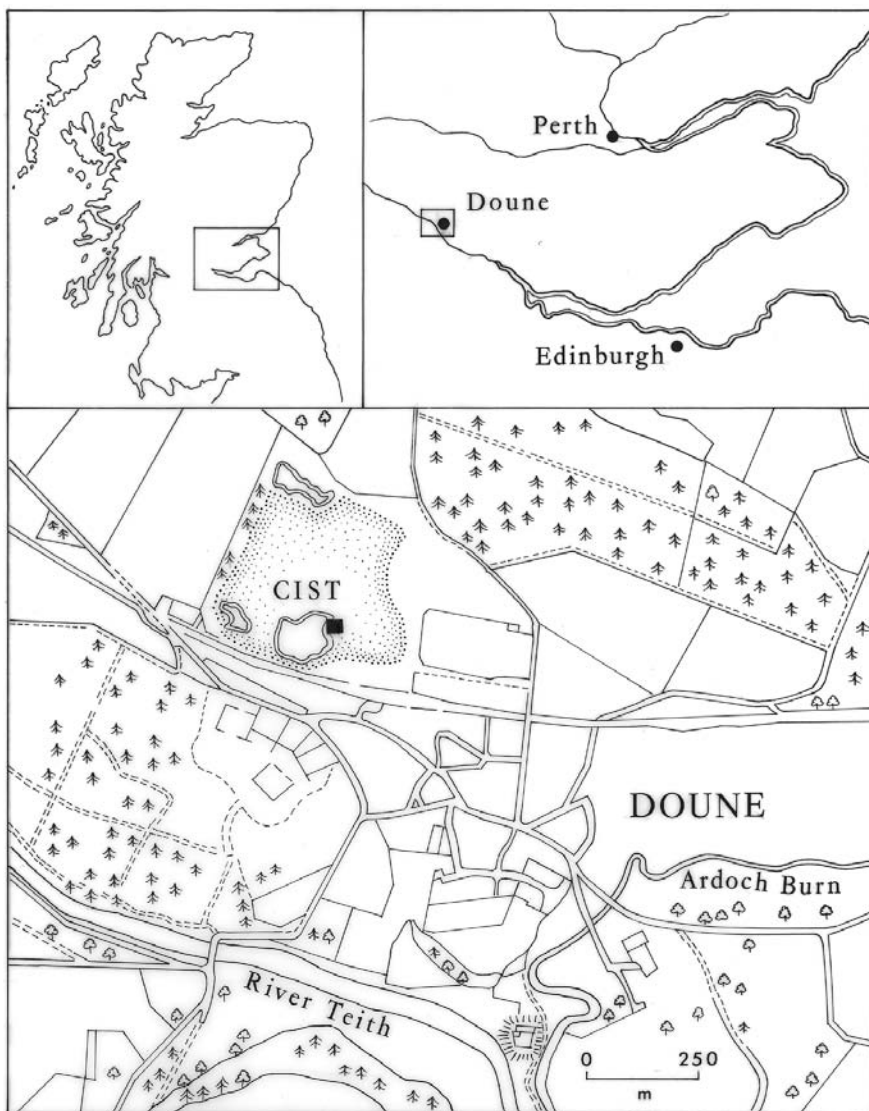 Perth
Doune
Edinburgh
CIST
DOUNE
Ardoch Burn
River Teith
0 250
m